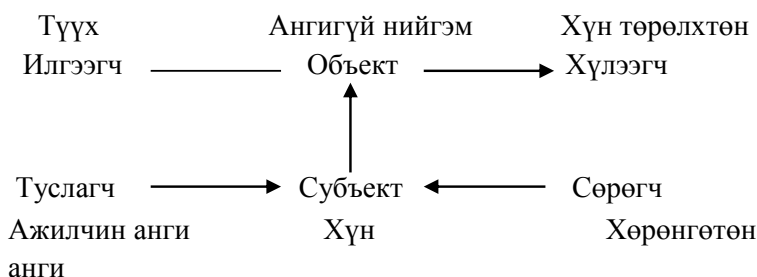 Түүх Ангигүй нийгэм Хүн төрөлхтөн
Илгээгч Объект Хүлээгч
Туслагч Субъект Сөрөгч
Ажилчин анги Хүн Хөрөнгөтөн
анги